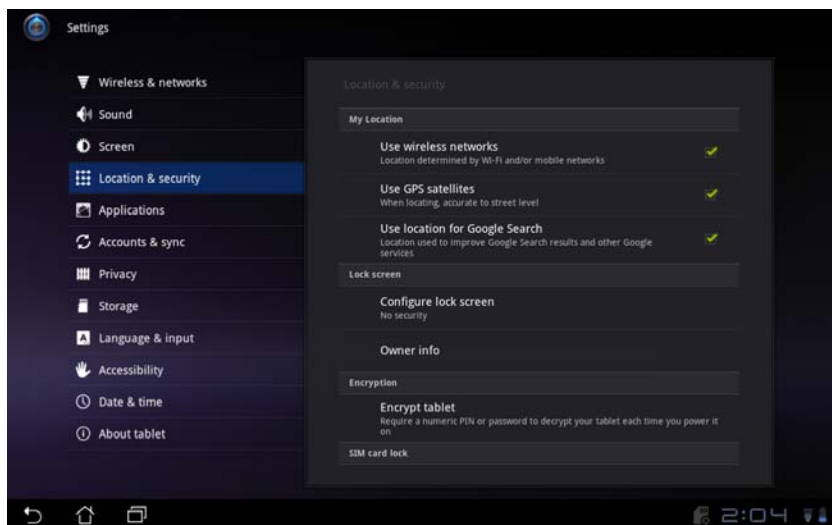 Settings
Wireless & networks
Sound
Screen
Location & security
Applications
Accounts & sync
Privacy
Storage
Language & input
Accessibility
Date & time
About tablet
Location & security
My Location
Use wireless networks
Location determined by Wi-Fi and/or mobile networks
Use GPS satellites
When locating, accurate to street level
Use location for Google Search
Location used to improve Google Search results and other Google
services
Lock screen
Configure lock screen
No security
Owner info
Encryption
Encrypt tablet
Require a numeric PIN or password to decrypt your tablet each time you power it
on
SIM card lock
2:04